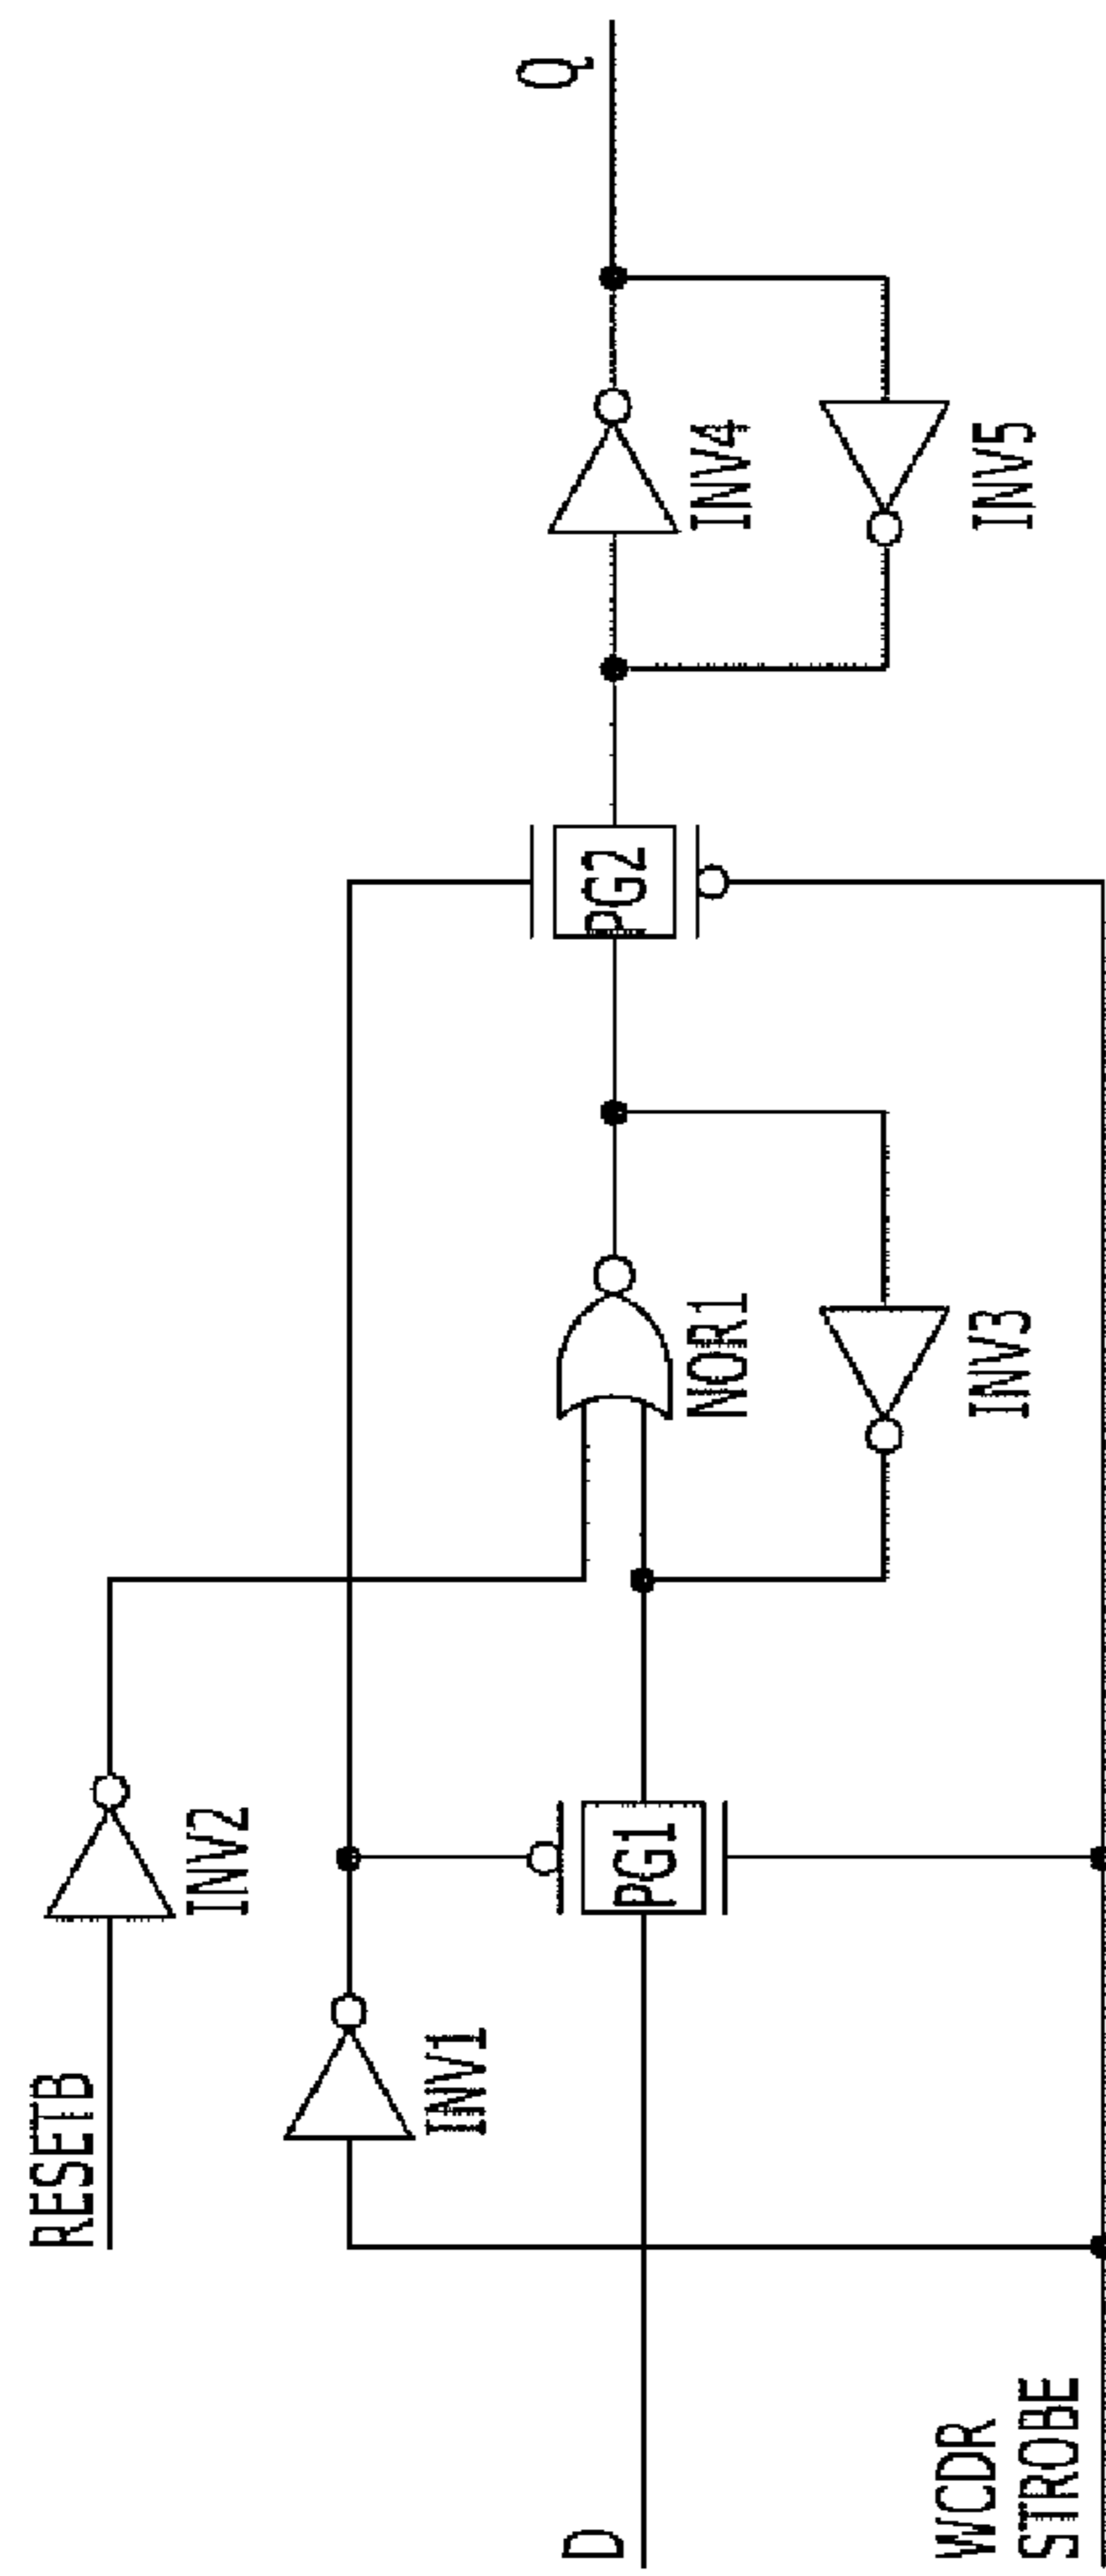 RESETB
INV2
INV1
D
PG1
NOR1
INV3
PG2
INV4
INV5
Q
WCDR
STROBE